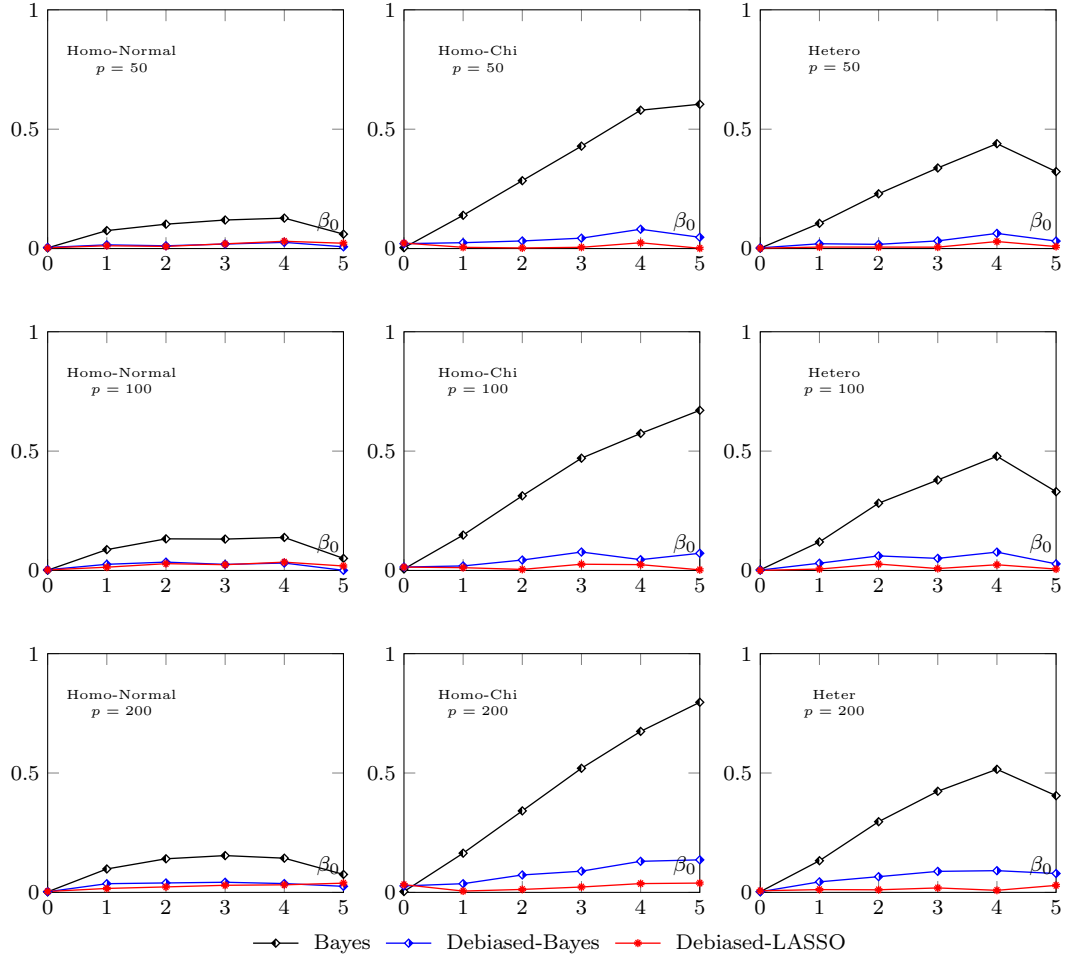 1
0.5
0
Homo-Normal
p = 50
β₀
0 1 2 3 4 5
1
0.5
0
Homo-Chi
p = 50
β₀
0 1 2 3 4 5
1
0.5
0
Hetero
p = 50
β₀
0 1 2 3 4 5
1
0.5
0
Homo-Normal
p = 100
β₀
0 1 2 3 4 5
1
0.5
0
Homo-Chi
p = 100
β₀
0 1 2 3 4 5
1
0.5
0
Hetero
p = 100
β₀
0 1 2 3 4 5
1
0.5
0
Homo-Normal
p = 200
β₀
0 1 2 3 4 5
1
0.5
0
Homo-Chi
p = 200
β₀
0 1 2 3 4 5
1
0.5
0
Heter
p = 200
β₀
0 1 2 3 4 5
Bayes Debiased-Bayes Debiased-LASSO